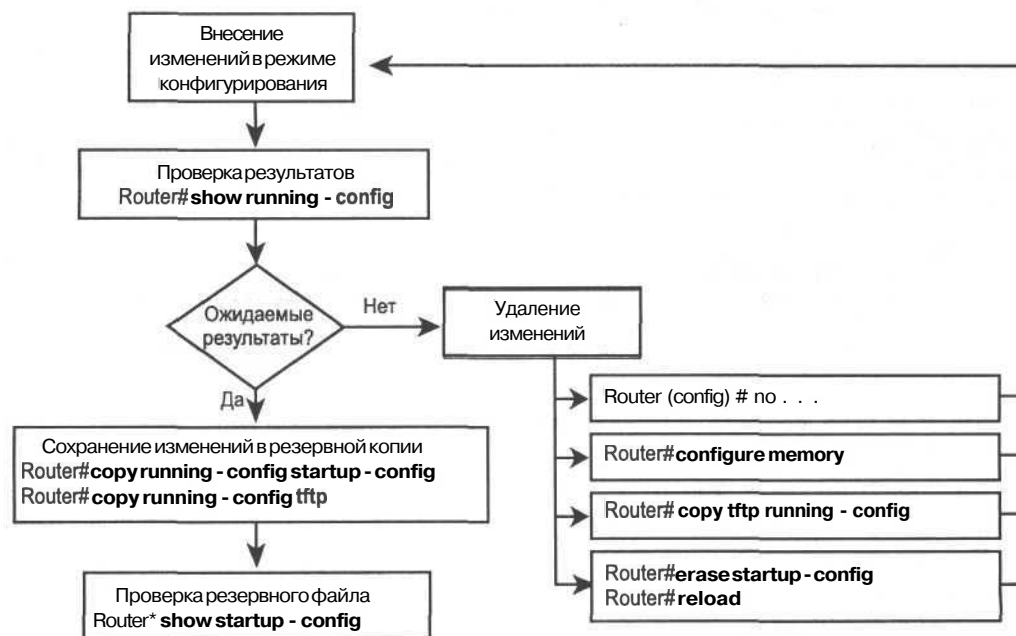 Внесение
изменений в режиме
конфигурирования
Проверка результатов
Router# show running - config
Ожидаемые
результаты?
Нет
Удаление
изменений
Да
Router (config) # no . . .
Сохранение изменений в резервной копии
Router# copy running - config startup - config
Router# copy running - config tftp
Router# configure memory
Router# copy tftp running - config
Router# erase startup - config
Router# reload
Проверка резервного файла
Router* show startup - config